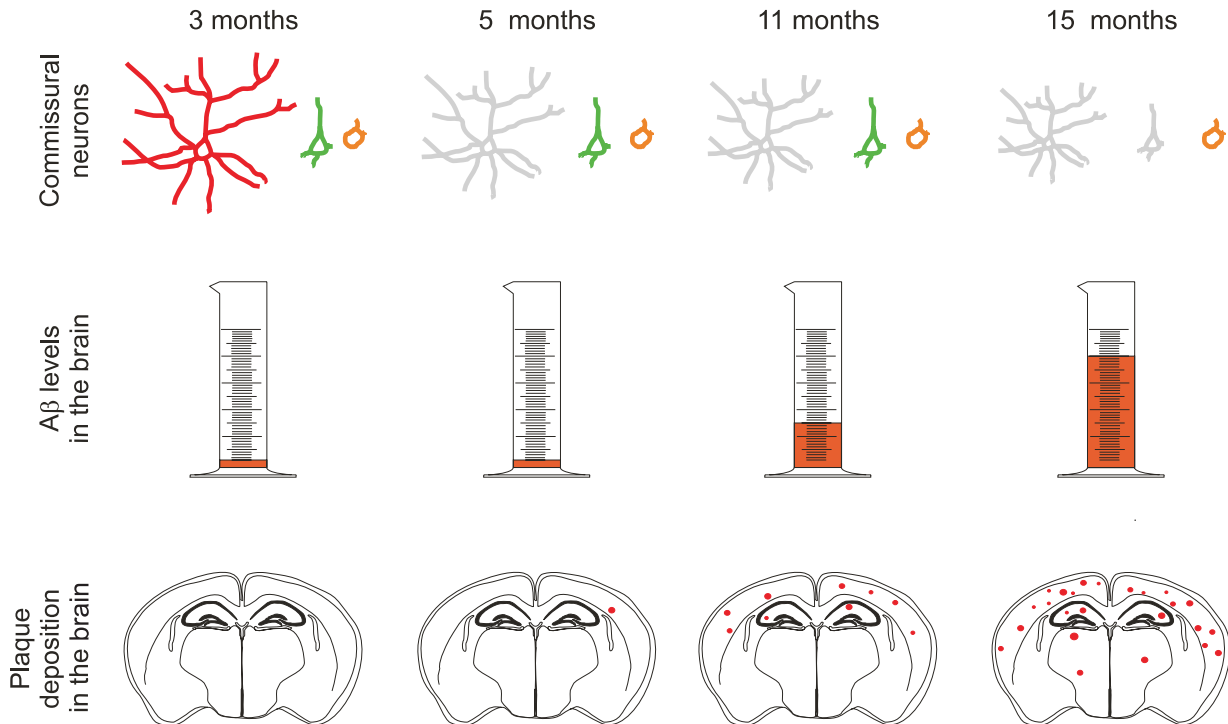 3 months
5 months
11 months
15 months
Commissural
neurons
Aβ levels
in the brain
Plaque
deposition
in the brain